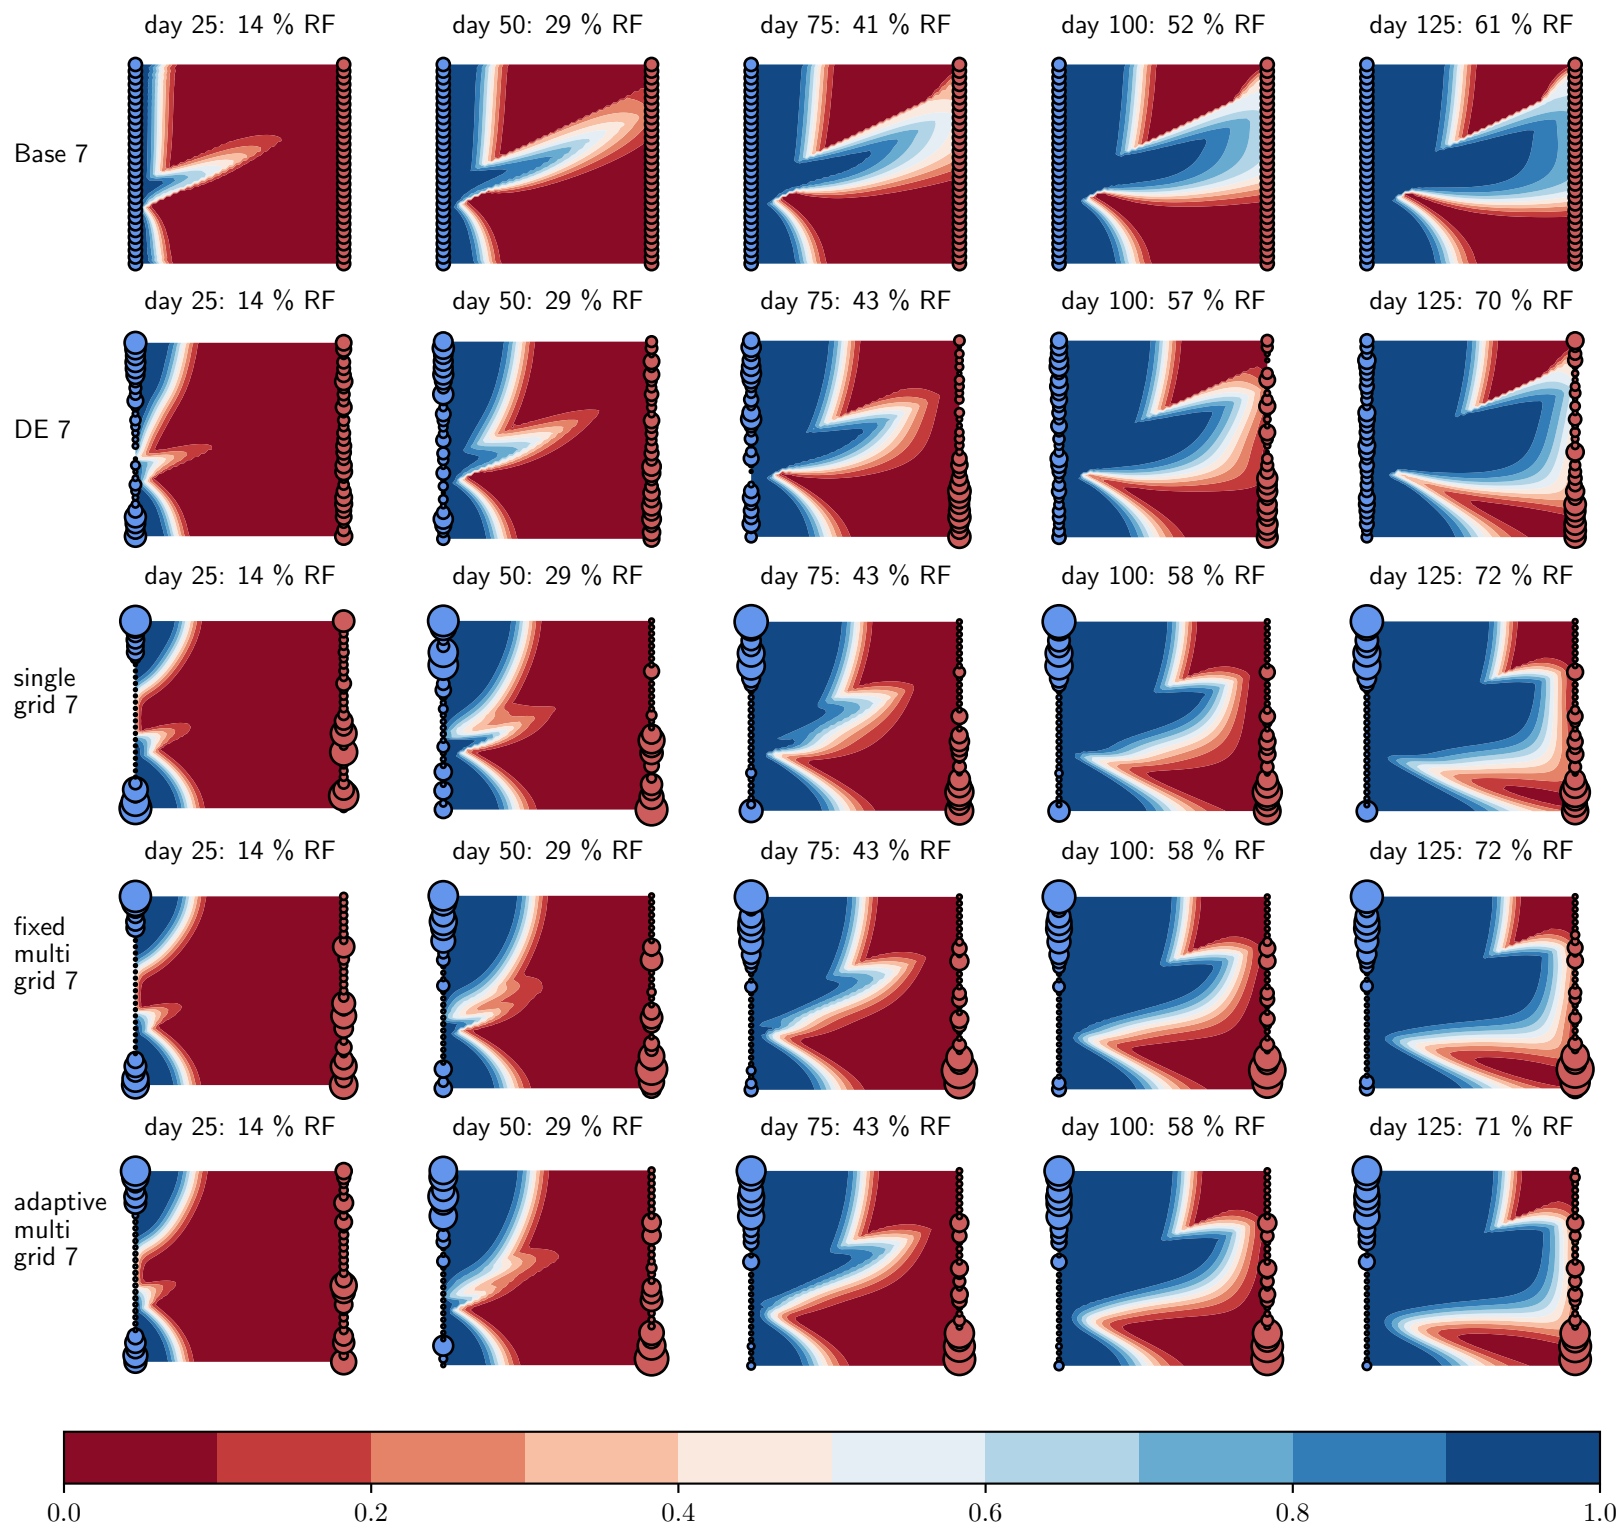 day 25: 14 % RF
day 50: 29 % RF
day 75: 41 % RF
day 100: 52 % RF
day 125: 61 % RF
Base 7
day 25: 14 % RF
day 50: 29 % RF
day 75: 43 % RF
day 100: 57 % RF
day 125: 70 % RF
DE 7
day 25: 14 % RF
day 50: 29 % RF
day 75: 43 % RF
day 100: 58 % RF
day 125: 72 % RF
single
grid 7
day 25: 14 % RF
day 50: 29 % RF
day 75: 43 % RF
day 100: 58 % RF
day 125: 72 % RF
fixed
multi
grid 7
day 25: 14 % RF
day 50: 29 % RF
day 75: 43 % RF
day 100: 58 % RF
day 125: 71 % RF
adaptive
multi
grid 7
0.0
0.2
0.4
0.6
0.8
1.0